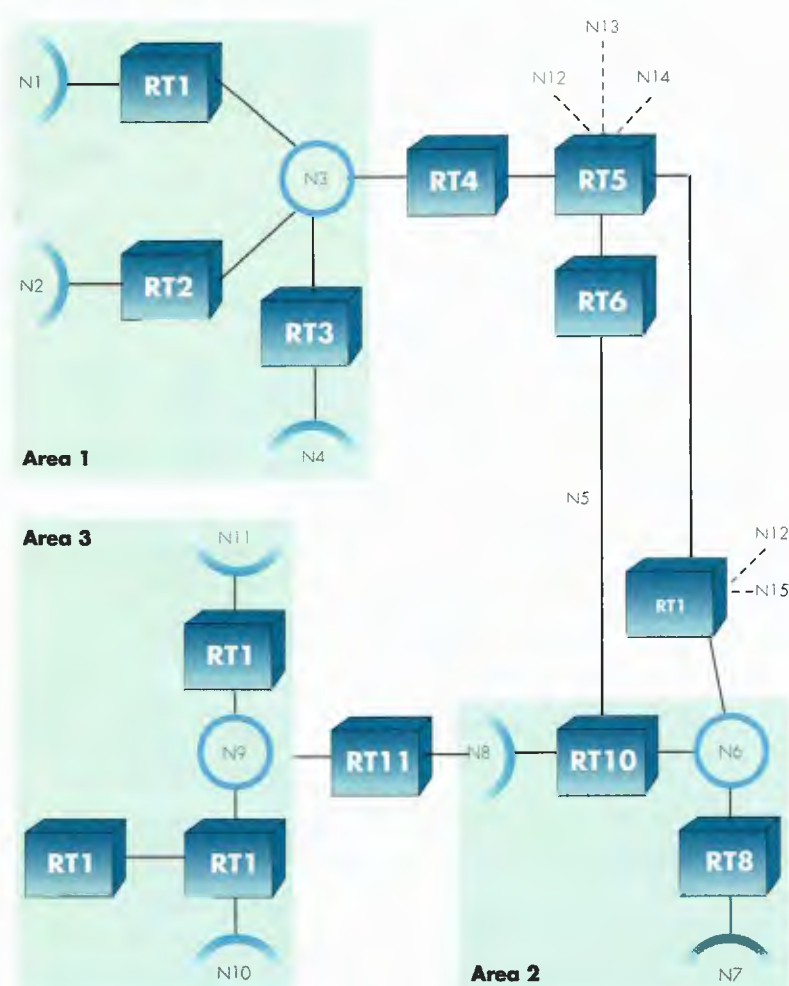 N13
N12
N14
N1
RT1
N3
RT4
RT5
N2
RT2
RT3
RT6
Area 1
N4
N5
Area 3
N11
N12
RT1
N15
RT1
N9
RT11
N8
RT10
N6
RT1
RT1
RT8
N10
Area 2
N7